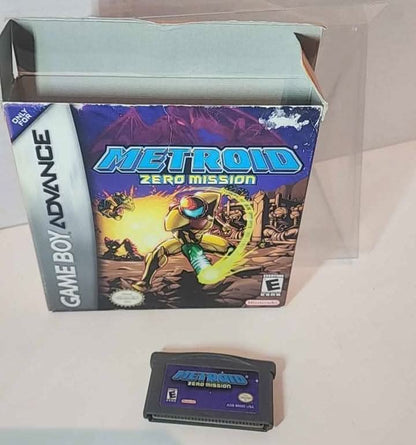 ONLY FOR
GAME BOY ADVANCE
METROID
ZERO MISSION
E
Nintendo
METROID
ZERO MISSION
E